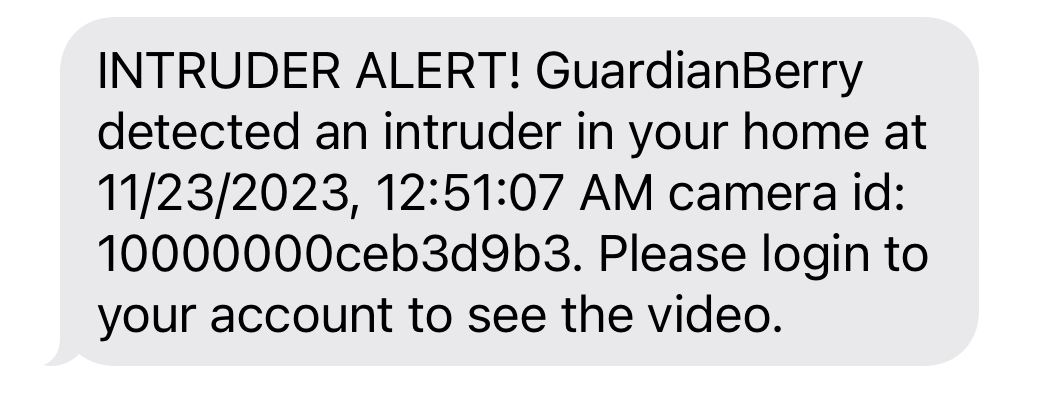 INTRUDER ALERT! GuardianBerry
detected an intruder in your home at
11/23/2023, 12:51:07 AM camera id:
10000000ceb3d9b3. Please login to
your account to see the video.